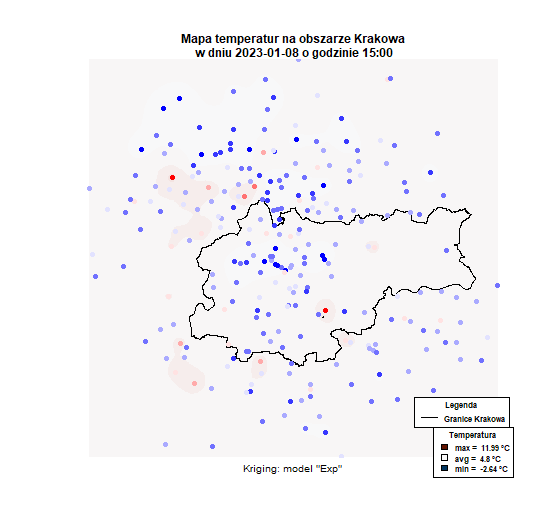 Mapa temperatur na obszarze Krakowa
w dniu 2023-01-08 o godzinie 15:00
Legenda
Granice Krakowa
Temperatura
max = 11.99 °C
avg = 4.8 °C
min = -2.64 °C
Kriging: model "Exp"